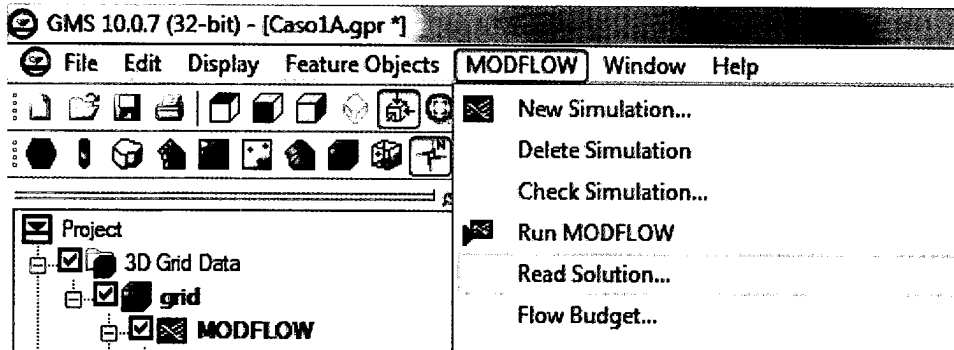 GMS 10.0.7 (32-bit) - [Caso1A.gpr *]
File Edit Display Feature Objects MODFLOW Window Help
New Simulation...
Delete Simulation
Check Simulation...
Run MODFLOW
Read Solution...
Flow Budget...
Project
3D Grid Data
grid
MODFLOW